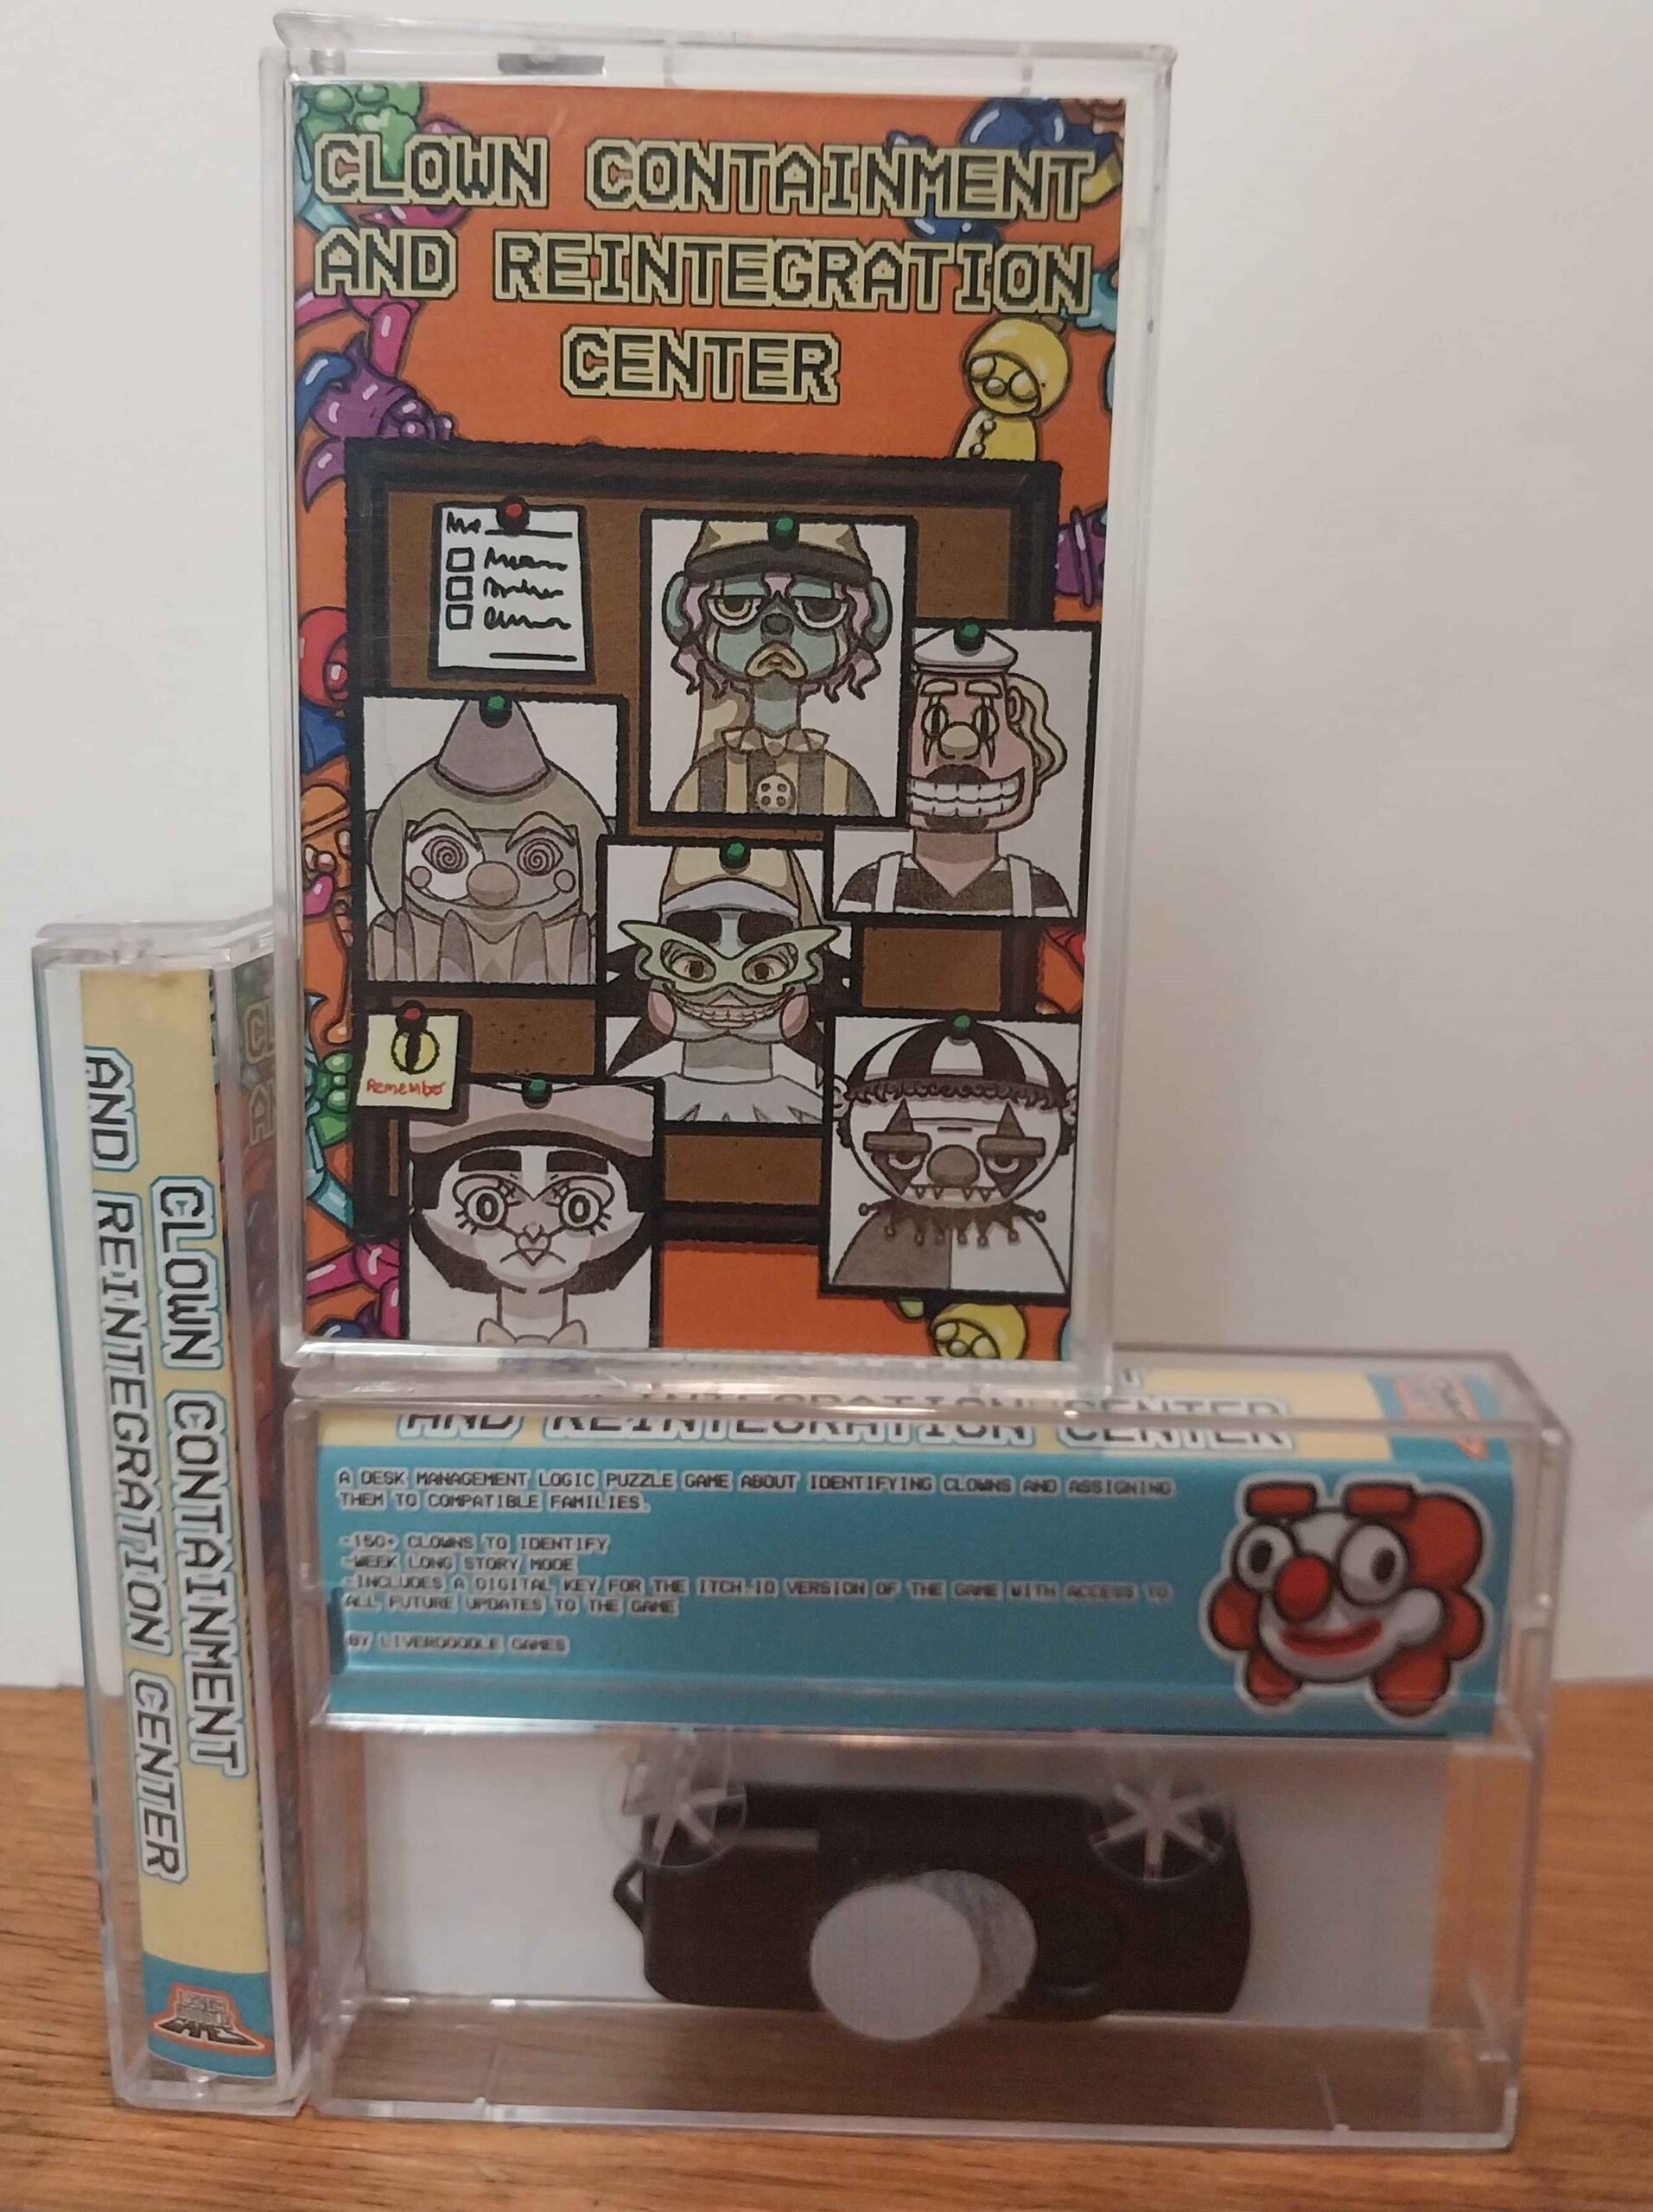 CLOWN CONTAINMENT
AND REINTEGRATION
CENTER
Remember
CLOWN CONTAINMENT
AND REINTEGRATION CENTER
LIVER
DOODLE
GAMES
AND REINTEGRATION CENTER
A DESK MANAGEMENT LOGIC PUZZLE GAME ABOUT IDENTIFYING CLOWNS AND ASSIGNING
THEM TO COMPATIBLE FAMILIES.
-150+ CLOWNS TO IDENTIFY
-WEEK LONG STORY MODE
-INCLUDES A DIGITAL KEY FOR THE ITCH.IO VERSION OF THE GAME WITH ACCESS TO
ALL FUTURE UPDATES TO THE GAME
BY LIVERDOODLE GAMES